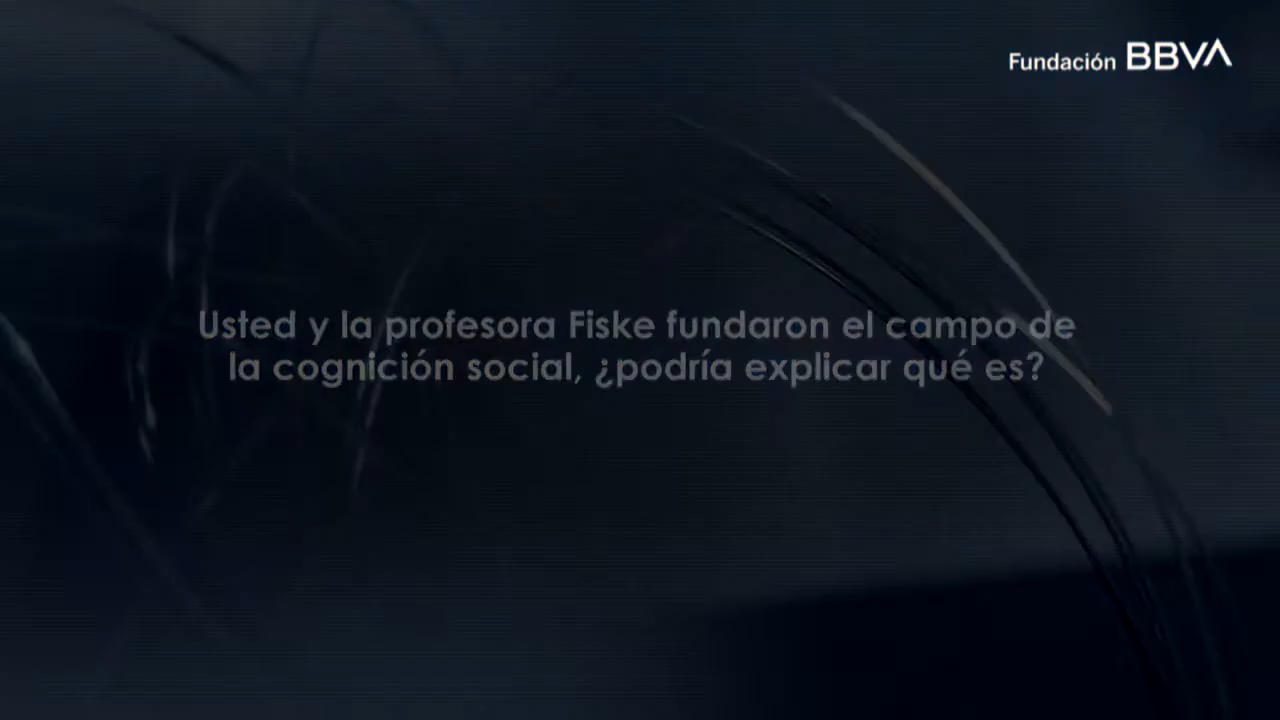 Fundación BBVA
Usted y la profesora Fiske fundaron el campo de
la cognición social, ¿podría explicar qué es?